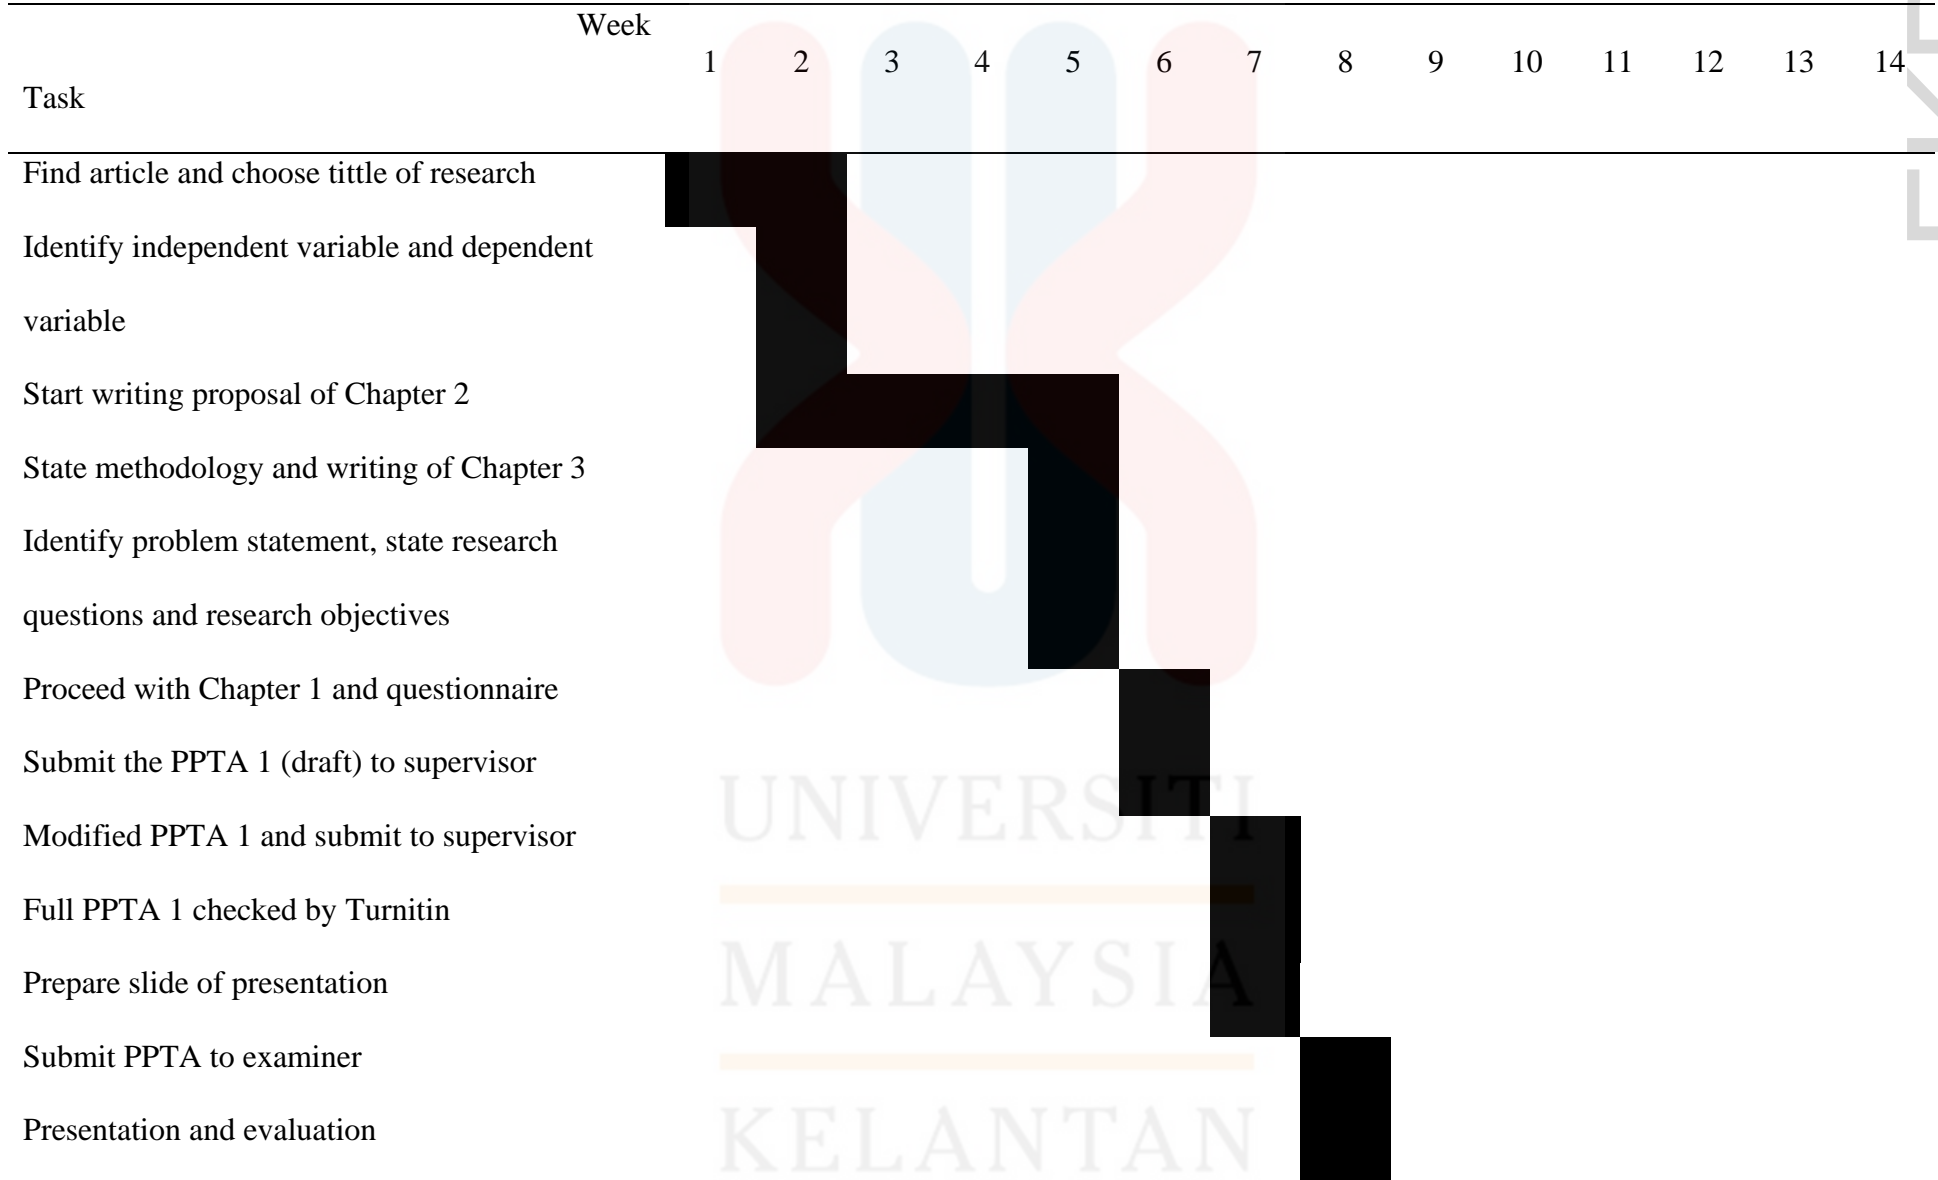 Week
1 2 3 4 5 6 7 8 9 10 11 12 13 14
Task
Find article and choose tittle of research
Identify independent variable and dependent
variable
Start writing proposal of Chapter 2
State methodology and writing of Chapter 3
Identify problem statement, state research
questions and research objectives
Proceed with Chapter 1 and questionnaire
Submit the PPTA 1 (draft) to supervisor
Modified PPTA 1 and submit to supervisor
Full PPTA 1 checked by Turnitin
Prepare slide of presentation
Submit PPTA to examiner
Presentation and evaluation
UNIVERSITI
MALAYSIA
KELANTAN